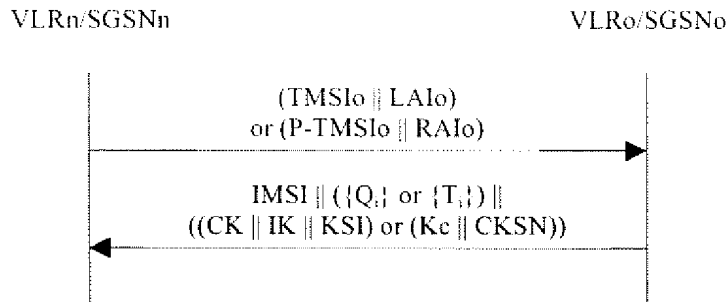 VLRn/SGSNn
VLRo/SGSNo
(TMSIo || LAIo)
or (P-TMSIo || RAIo)
IMSI || ({Qi} or {Ti}) ||
((CK || IK || KSI) or (Kc || CKSN))